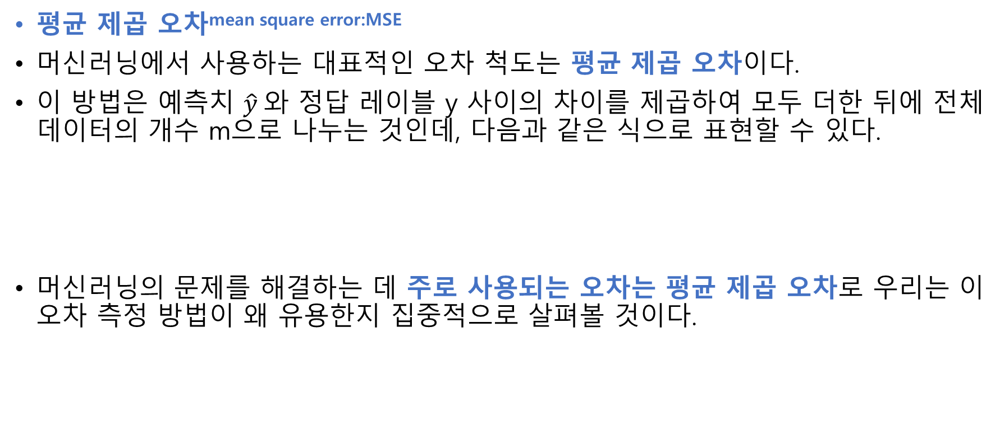 • 평균 제곱 오차mean square error:MSE
• 머신러닝에서 사용하는 대표적인 오차 척도는 평균 제곱 오차이다.
• 이 방법은 예측치 ŷ 와 정답 레이블 y 사이의 차이를 제곱하여 모두 더한 뒤에 전체
데이터의 개수 m으로 나누는 것인데, 다음과 같은 식으로 표현할 수 있다.
• 머신러닝의 문제를 해결하는 데 주로 사용되는 오차는 평균 제곱 오차로 우리는 이
오차 측정 방법이 왜 유용한지 집중적으로 살펴볼 것이다.